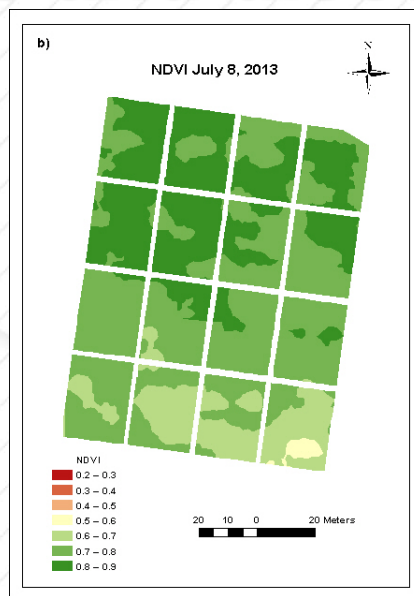 b)
N
NDVI July 8, 2013
NDVI
0.2 – 0.3
0.3 – 0.4
0.4 – 0.5
0.5 – 0.6
0.6 – 0.7
0.7 – 0.8
0.8 – 0.9
20 10 0 20 Meters